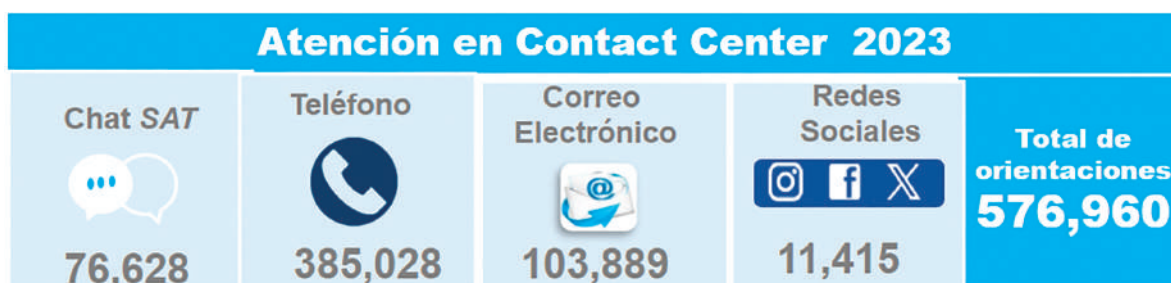 Atención en Contact Center 2023
Chat SAT
76,628
Teléfono
385,028
Correo
Electrónico
@
103,889
Redes
Sociales
11,415
Total de
orientaciones
576,960